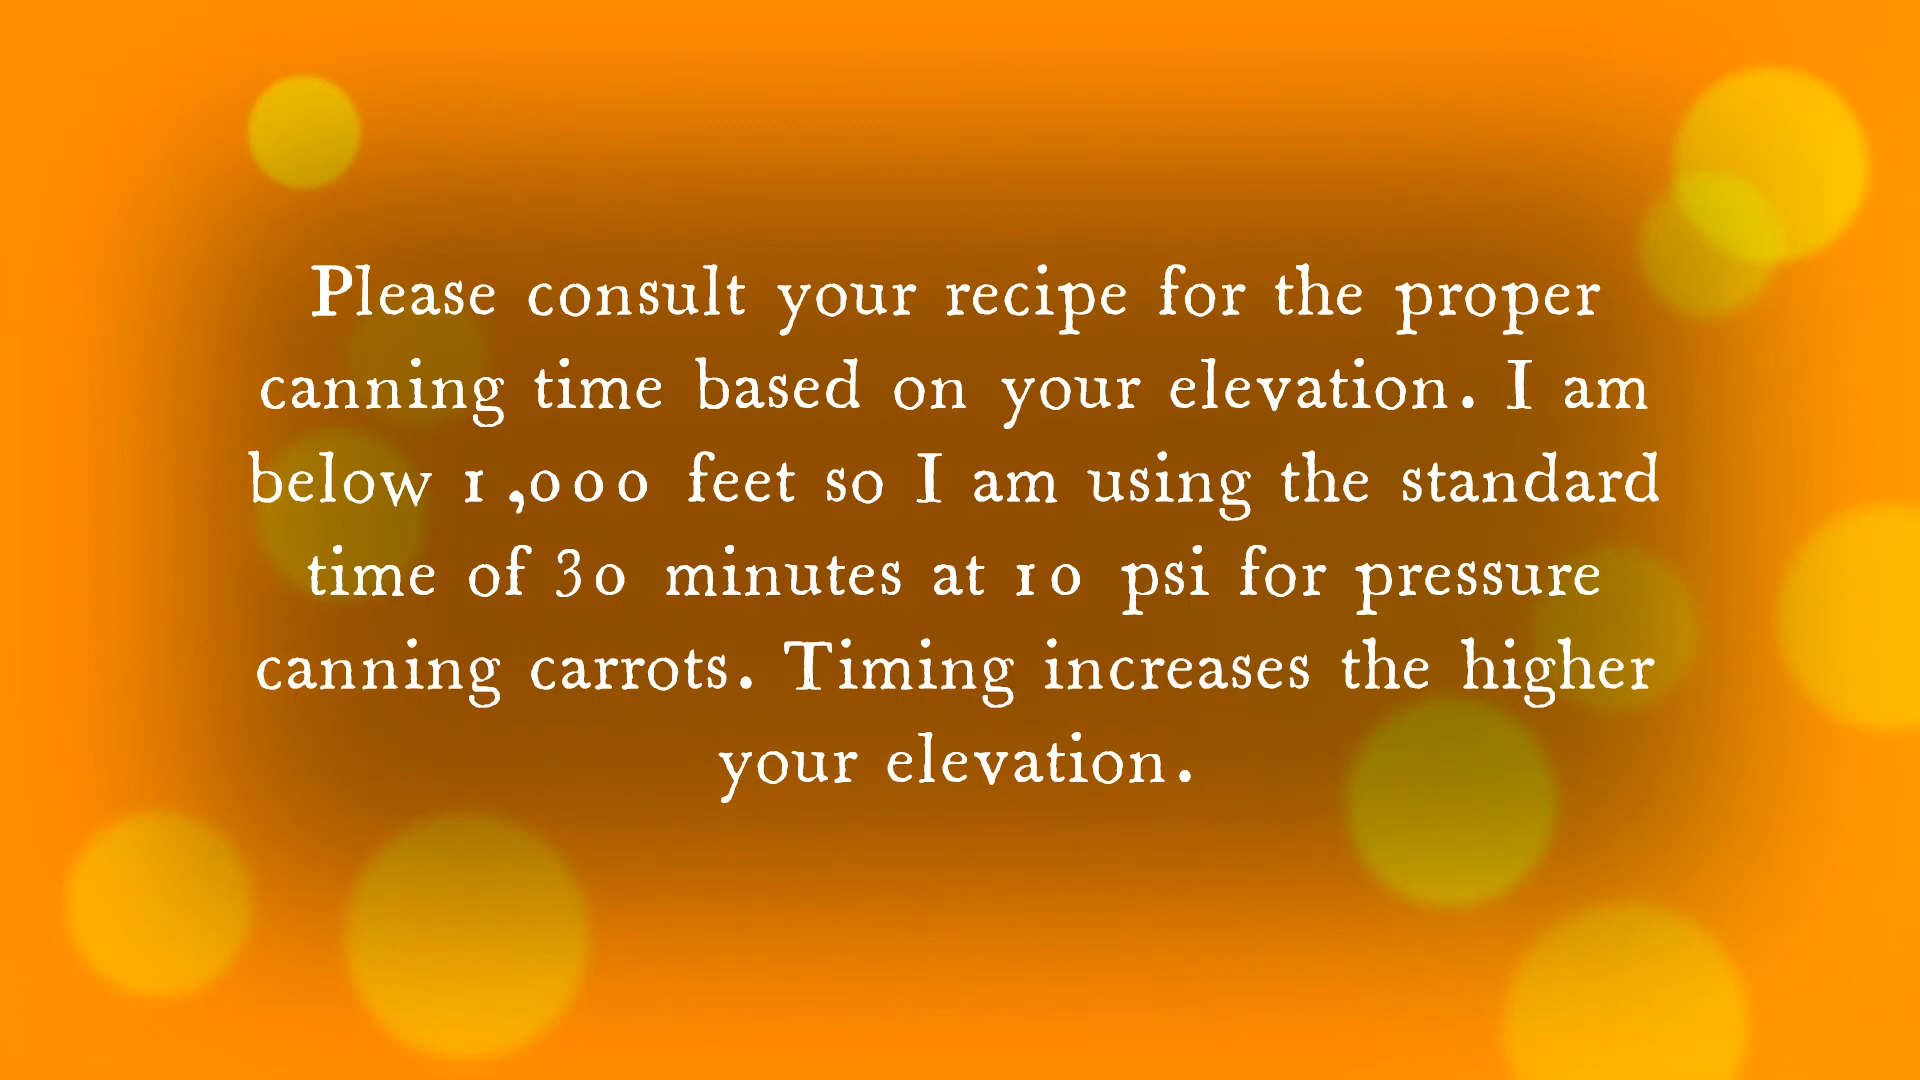 Please consult your recipe for the proper
canning time based on your elevation. I am
below 1,000 feet so I am using the standard
time of 30 minutes at 10 psi for pressure
canning carrots. Timing increases the higher
your elevation.